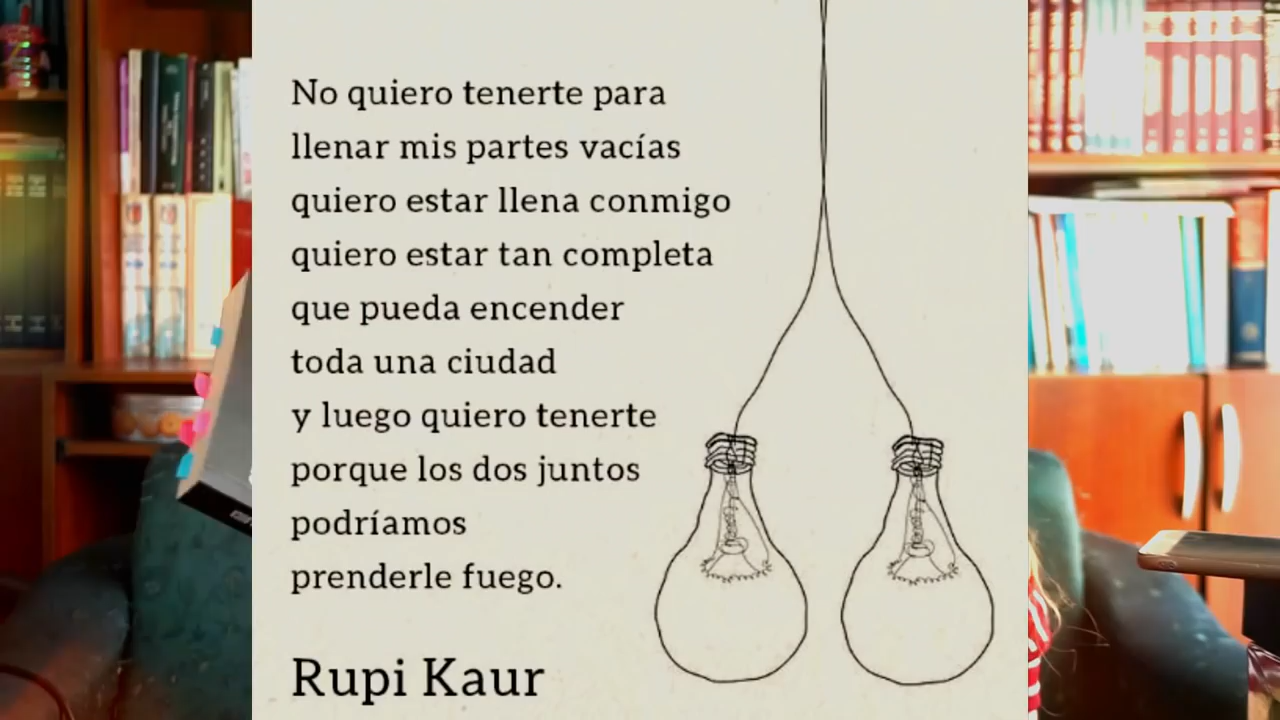 No quiero tenerte para
llenar mis partes vacías
quiero estar llena conmigo
quiero estar tan completa
que pueda encender
toda una ciudad
y luego quiero tenerte
porque los dos juntos
podríamos
prenderle fuego.
Rupi Kaur